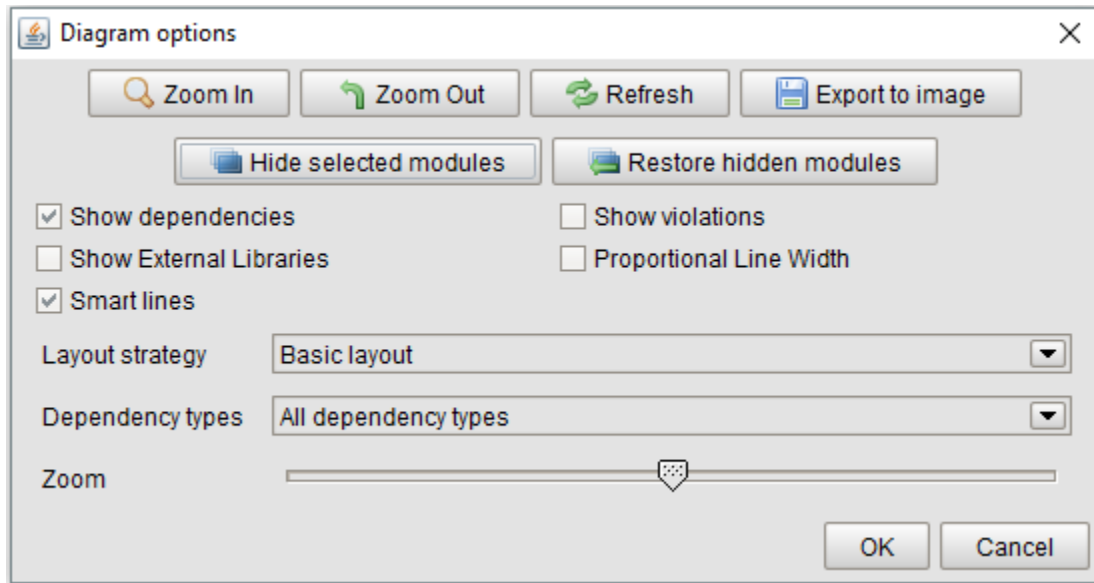 Diagram options
Zoom In Zoom Out Refresh Export to image
Hide selected modules Restore hidden modules
Show dependencies Show violations
Show External Libraries Proportional Line Width
Smart lines
Layout strategy Basic layout
Dependency types All dependency types
Zoom
OK Cancel